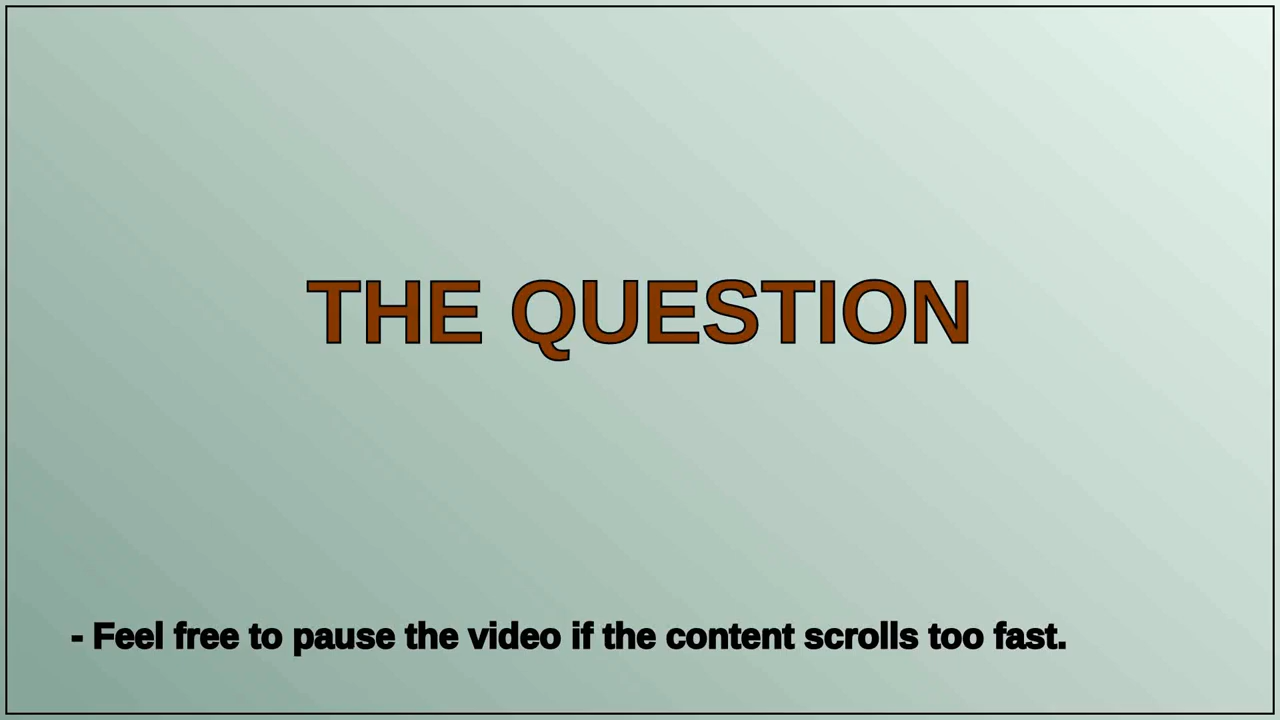 THE QUESTION
- Feel free to pause the video if the content scrolls too fast.